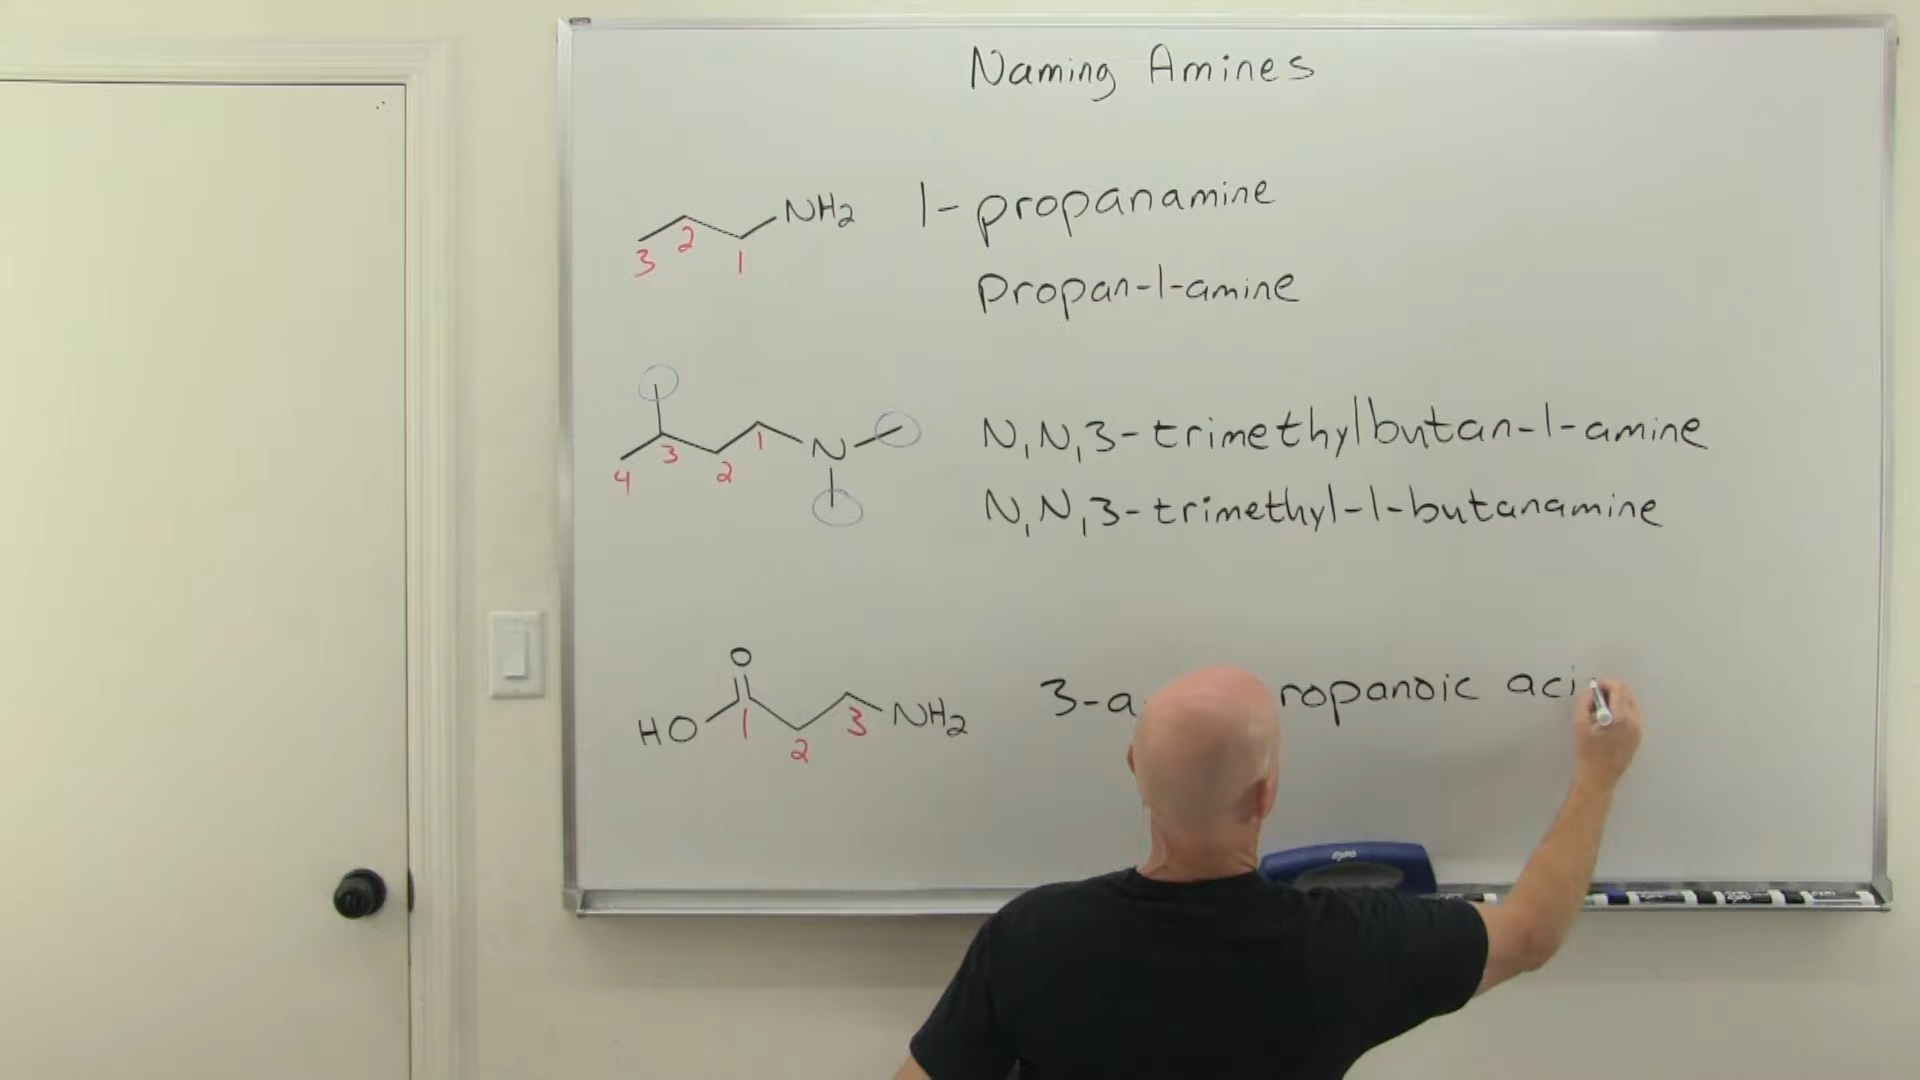 Naming Amines
NH2
3 2 1
1-propanamine
propan-1-amine
4 3 2 1 N
N,N,3-trimethylbutan-1-amine
N,N,3-trimethyl-1-butanamine
O
HO 1 2 3 NH2
3-a ropanoic aci
EXPO